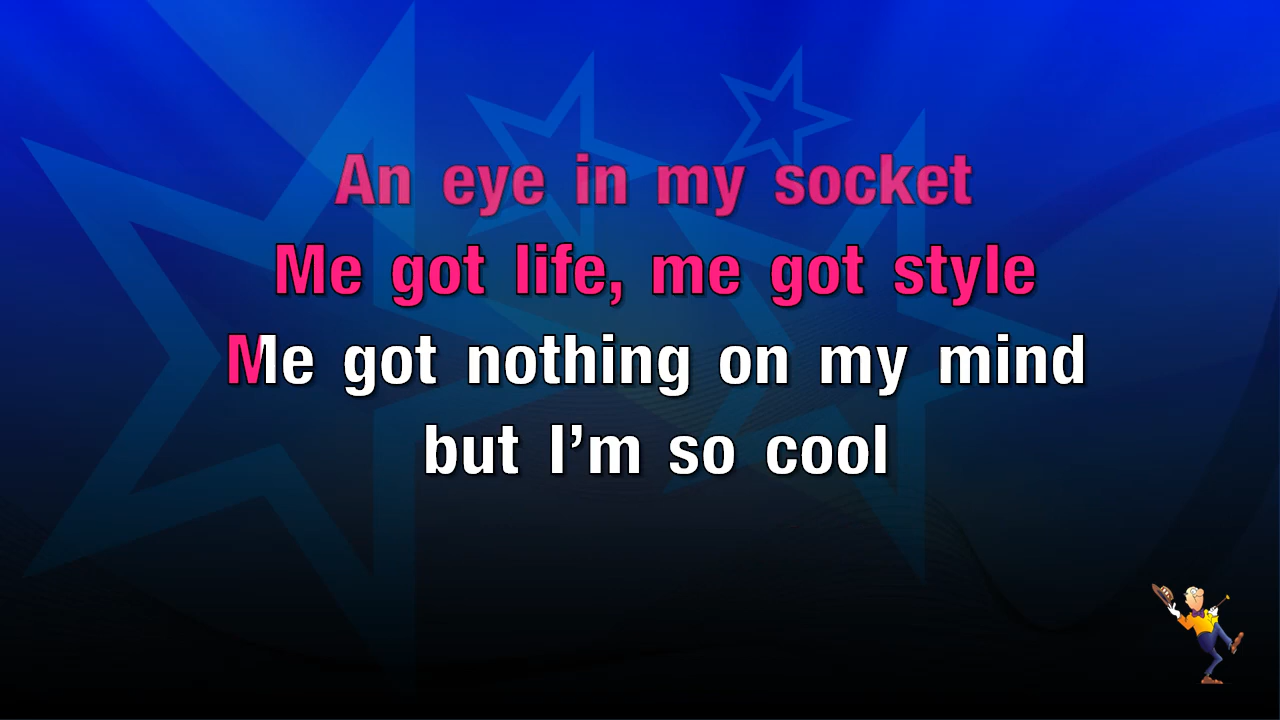 An eye in my socket
Me got life, me got style
Me got nothing on my mind
but I’m so cool